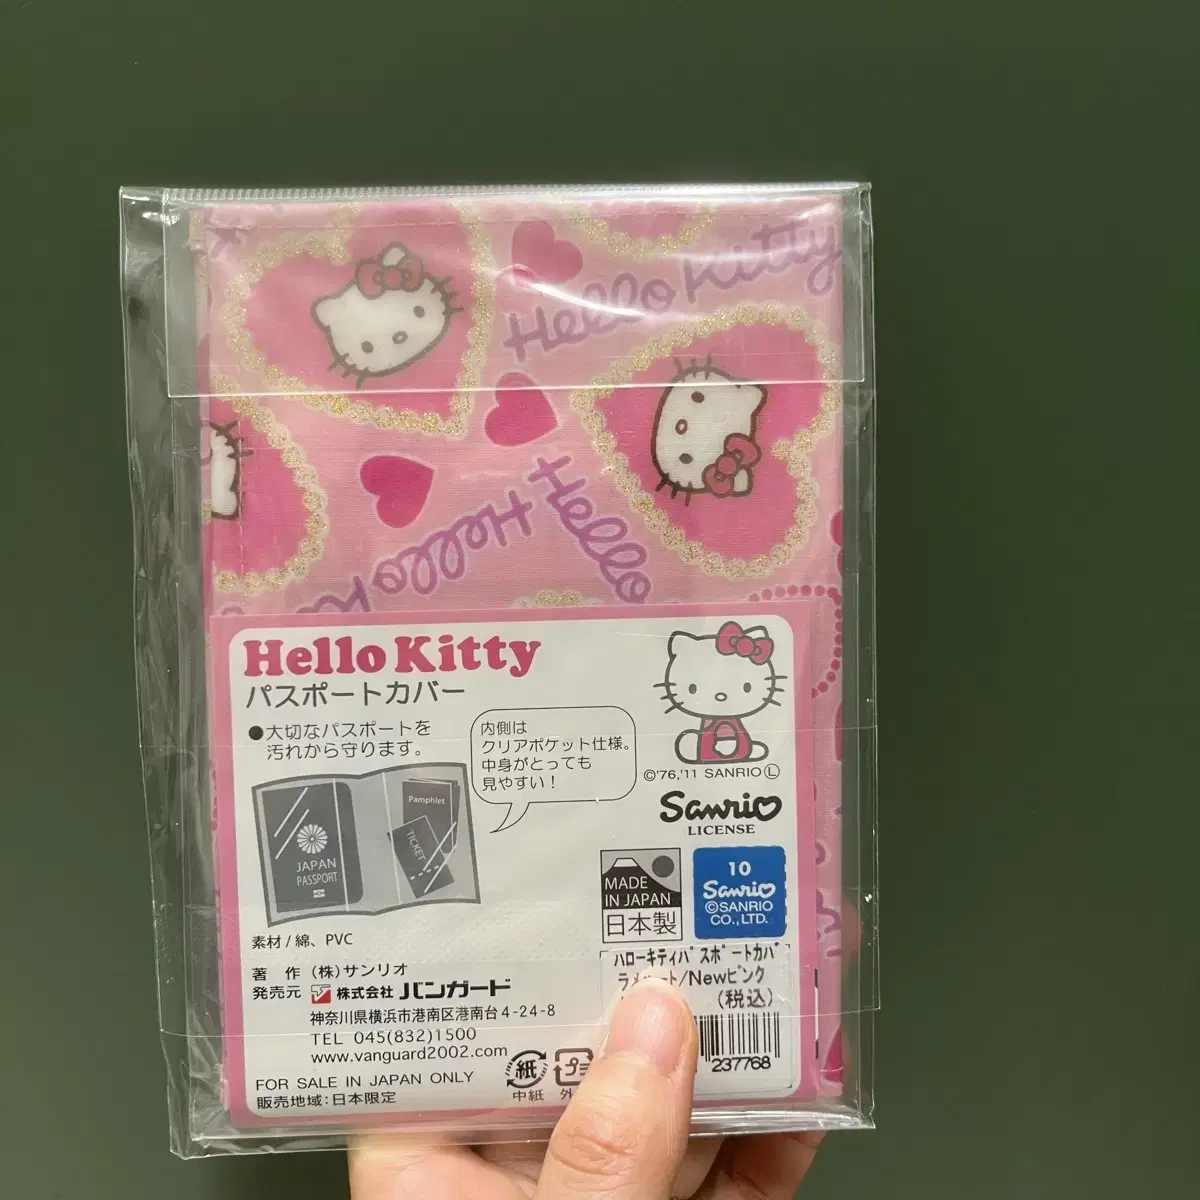 Hello Kitty
Hello
Hello
Hello Kitty
パスポートカバー
●大切なパスポートを
汚れから守ります。
内側は
クリアポケット仕様。
中身がとっても
見やすい！
©'76,'11 SANRIO Ⓛ
Sanrio
LICENSE
JAPAN
PASSPORT
Pamphlet
TICKET
MADE
IN JAPAN
日本製
10
Sanrio
©SANRIO
CO.,LTD.
素材 / 綿、PVC
著 作 (株)サンリオ
発売元 株式会社 バンガード
神奈川県横浜市港南区港南台 4-24-8
TEL 045(832)1500
www.vanguard2002.com
FOR SALE IN JAPAN ONLY
販売地域:日本限定
紙
中紙
プ
外
ハローキティパスポートカバ
/Newピンク
(税込)
237768